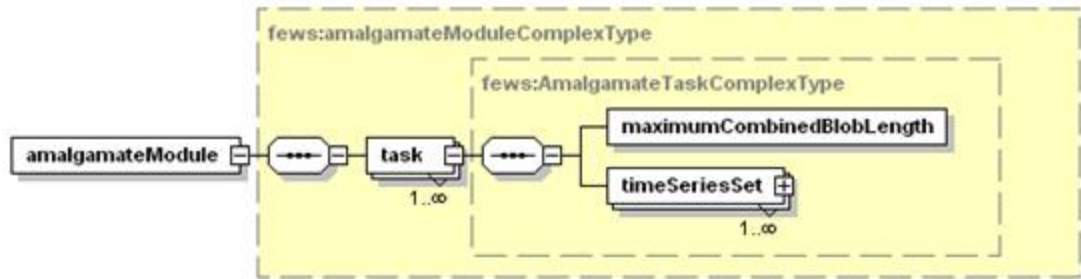 fews:amalgamateModuleComplexType
fews:AmalgamateTaskComplexType
maximumCombinedBlobLength
amalgamateModule
task
timeSeriesSet
1..∞
1..∞